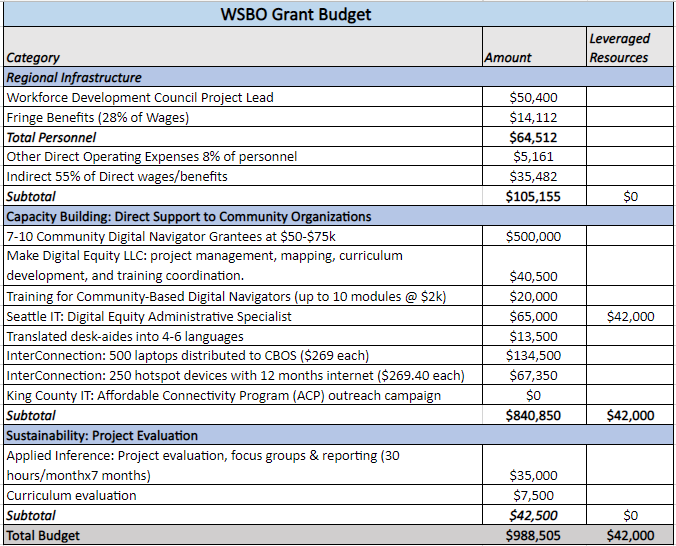 WSBO Grant Budget
Category Amount Leveraged Resources
Regional Infrastructure
Workforce Development Council Project Lead $50,400
Fringe Benefits (28% of Wages) $14,112
Total Personnel $64,512
Other Direct Operating Expenses 8% of personnel $5,161
Indirect 55% of Direct wages/benefits $35,482
Subtotal $105,155 $0
Capacity Building: Direct Support to Community Organizations
7-10 Community Digital Navigator Grantees at $50-$75k $500,000
Make Digital Equity LLC: project management, mapping, curriculum
development, and training coordination. $40,500
Training for Community-Based Digital Navigators (up to 10 modules @ $2k) $20,000
Seattle IT: Digital Equity Administrative Specialist $65,000 $42,000
Translated desk-aides into 4-6 languages $13,500
InterConnection: 500 laptops distributed to CBOS ($269 each) $134,500
InterConnection: 250 hotspot devices with 12 months internet ($269.40 each) $67,350
King County IT: Affordable Connectivity Program (ACP) outreach campaign $0
Subtotal $840,850 $42,000
Sustainability: Project Evaluation
Applied Inference: Project evaluation, focus groups & reporting (30
hours/monthx7 months) $35,000
Curriculum evaluation $7,500
Subtotal $42,500 $0
Total Budget $988,505 $42,000